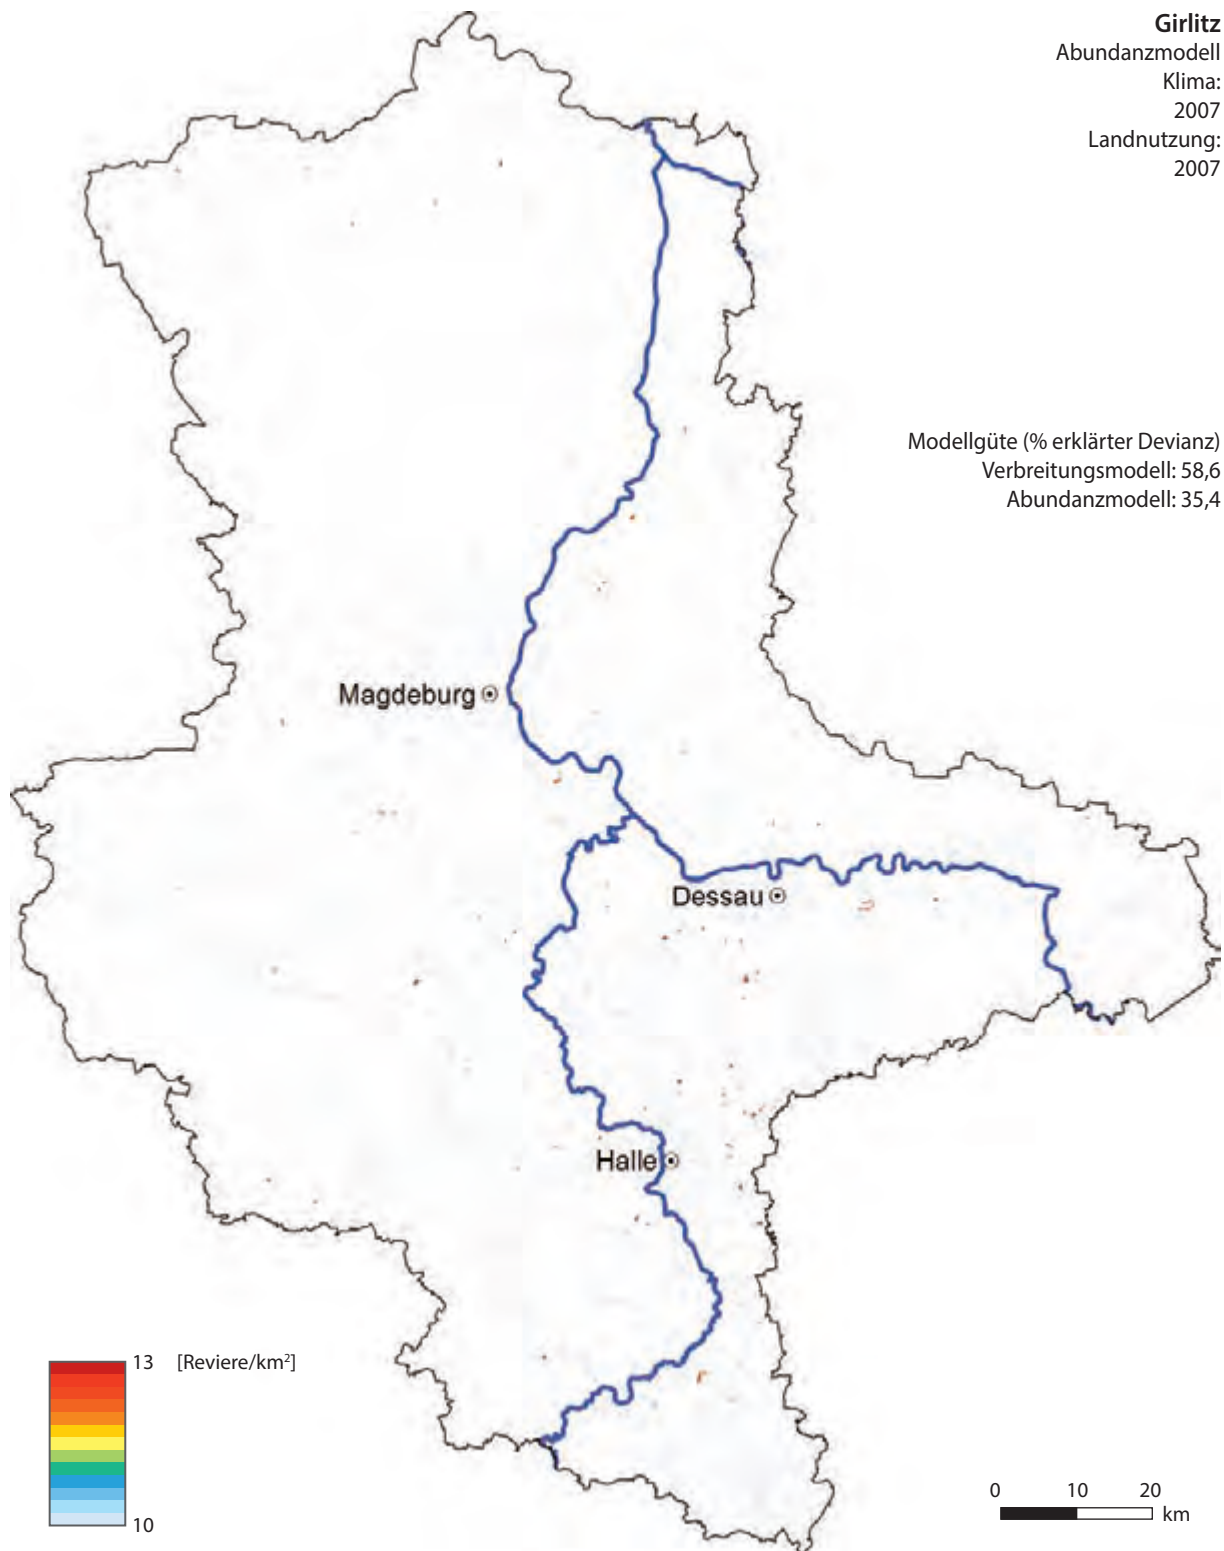 Girlitz
Abundanzmodell
Klima:
2007
Landnutzung:
2007
Modellgüte (% erklärter Devianz)
Verbreitungsmodell: 58,6
Abundanzmodell: 35,4
Magdeburg
Dessau
Halle
13 [Reviere/km²]
10
0 10 20
km